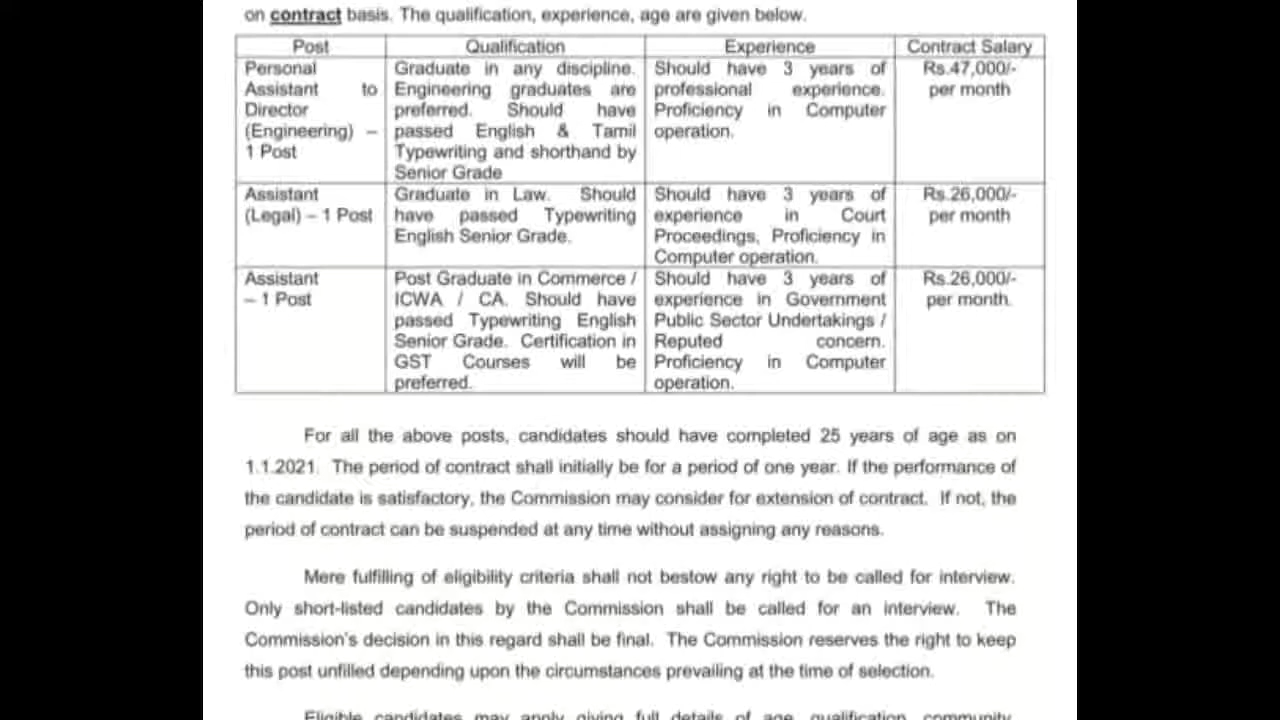 on contract basis. The qualification, experience, age are given below.
Post Qualification Experience Contract Salary
Personal Assistant to Director (Engineering) – 1 Post
Graduate in any discipline. Engineering graduates are preferred. Should have passed English & Tamil Typewriting and shorthand by Senior Grade
Should have 3 years of professional experience. Proficiency in Computer operation.
Rs.47,000/- per month
Assistant (Legal) – 1 Post
Graduate in Law. Should have passed Typewriting English Senior Grade.
Should have 3 years of experience in Court Proceedings, Proficiency in Computer operation.
Rs.26,000/- per month
Assistant – 1 Post
Post Graduate in Commerce / ICWA / CA. Should have passed Typewriting English Senior Grade. Certification in GST Courses will be preferred.
Should have 3 years of experience in Government Public Sector Undertakings / Reputed concern. Proficiency in Computer operation.
Rs.26,000/- per month.
For all the above posts, candidates should have completed 25 years of age as on
1.1.2021. The period of contract shall initially be for a period of one year. If the performance of
the candidate is satisfactory, the Commission may consider for extension of contract. If not, the
period of contract can be suspended at any time without assigning any reasons.
Mere fulfilling of eligibility criteria shall not bestow any right to be called for interview.
Only short-listed candidates by the Commission shall be called for an interview. The
Commission's decision in this regard shall be final. The Commission reserves the right to keep
this post unfilled depending upon the circumstances prevailing at the time of selection.
Eligible candidates may apply giving full details of age, qualification, community,